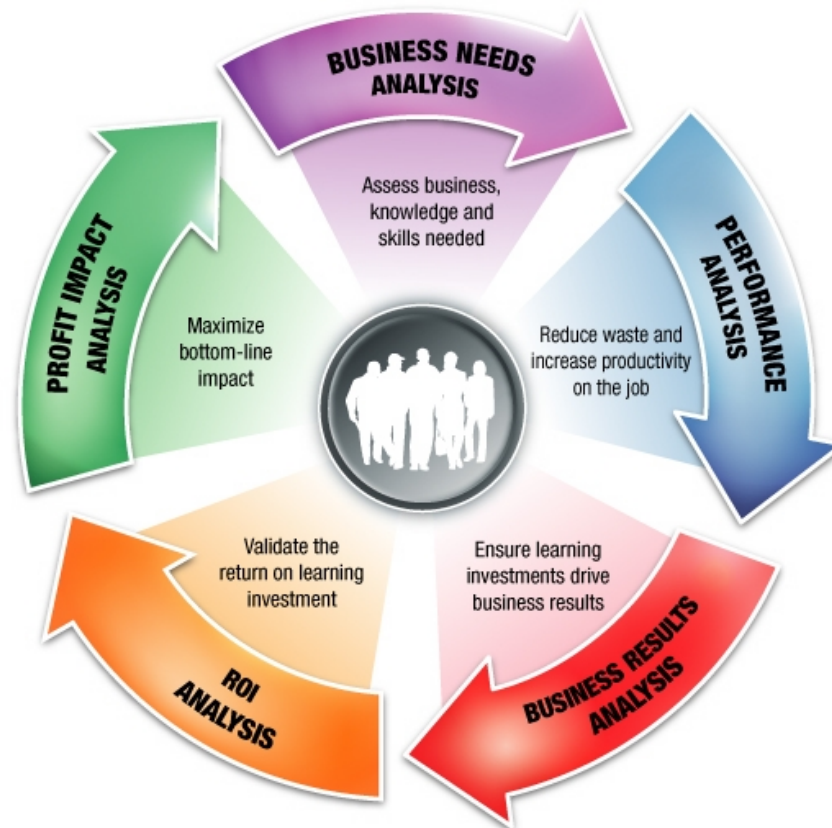 BUSINESS NEEDS
ANALYSIS
Assess business,
knowledge and
skills needed
PERFORMANCE
ANALYSIS
Reduce waste and
increase productivity
on the job
BUSINESS RESULTS
ANALYSIS
Ensure learning
investments drive
business results
ROI
ANALYSIS
Validate the
return on learning
investment
PROFIT IMPACT
ANALYSIS
Maximize
bottom-line
impact